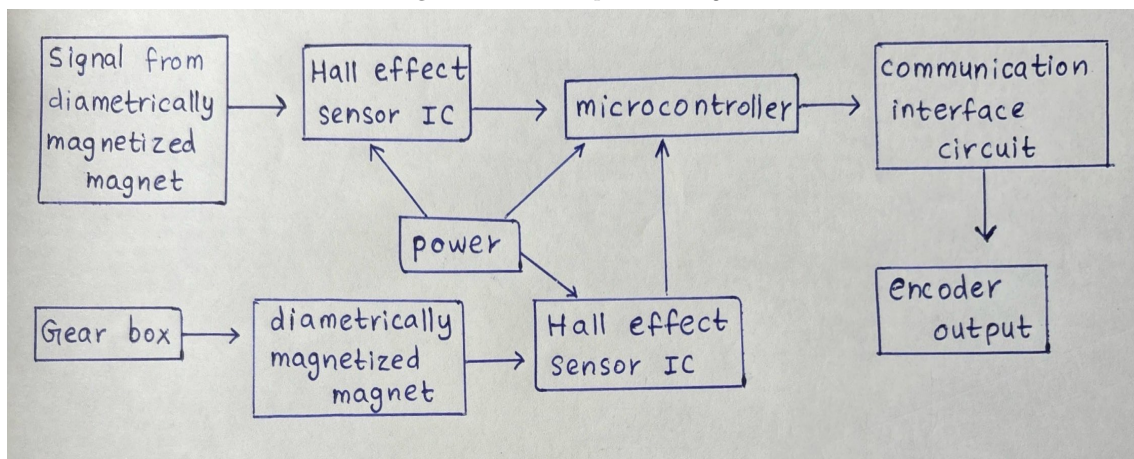 Signal from
diametrically
magnetized
magnet
Hall effect
sensor IC
microcontroller
communication
interface
circuit
power
Gear box
diametrically
magnetized
magnet
Hall effect
sensor IC
encoder
output